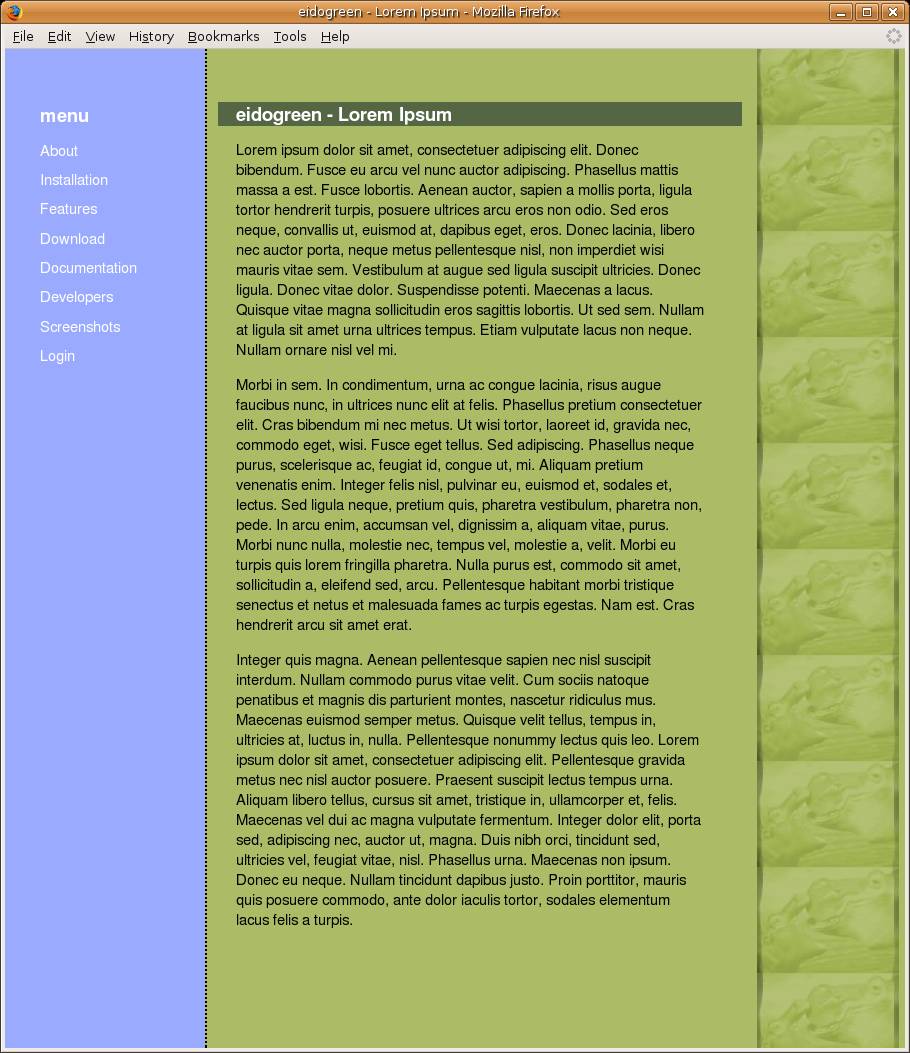 eidogreen - Lorem Ipsum - Mozilla Firefox
File Edit View History Bookmarks Tools Help
menu
About
Installation
Features
Download
Documentation
Developers
Screenshots
Login
eidogreen - Lorem Ipsum
Lorem ipsum dolor sit amet, consectetuer adipiscing elit. Donec
bibendum. Fusce eu arcu vel nunc auctor adipiscing. Phasellus mattis
massa a est. Fusce lobortis. Aenean auctor, sapien a mollis porta, ligula
tortor hendrerit turpis, posuere ultrices arcu eros non odio. Sed eros
neque, convallis ut, euismod at, dapibus eget, eros. Donec lacinia, libero
nec auctor porta, neque metus pellentesque nisl, non imperdiet wisi
mauris vitae sem. Vestibulum at augue sed ligula suscipit ultricies. Donec
ligula. Donec vitae dolor. Suspendisse potenti. Maecenas a lacus.
Quisque vitae magna sollicitudin eros sagittis lobortis. Ut sed sem. Nullam
at ligula sit amet urna ultrices tempus. Etiam vulputate lacus non neque.
Nullam ornare nisl vel mi.
Morbi in sem. In condimentum, urna ac congue lacinia, risus augue
faucibus nunc, in ultrices nunc elit at felis. Phasellus pretium consectetuer
elit. Cras bibendum mi nec metus. Ut wisi tortor, laoreet id, gravida nec,
commodo eget, wisi. Fusce eget tellus. Sed adipiscing. Phasellus neque
purus, scelerisque ac, feugiat id, congue ut, mi. Aliquam pretium
venenatis enim. Integer felis nisl, pulvinar eu, euismod et, sodales et,
lectus. Sed ligula neque, pretium quis, pharetra vestibulum, pharetra non,
pede. In arcu enim, accumsan vel, dignissim a, aliquam vitae, purus.
Morbi nunc nulla, molestie nec, tempus vel, molestie a, velit. Morbi eu
turpis quis lorem fringilla pharetra. Nulla purus est, commodo sit amet,
sollicitudin a, eleifend sed, arcu. Pellentesque habitant morbi tristique
senectus et netus et malesuada fames ac turpis egestas. Nam est. Cras
hendrerit arcu sit amet erat.
Integer quis magna. Aenean pellentesque sapien nec nisl suscipit
interdum. Nullam commodo purus vitae velit. Cum sociis natoque
penatibus et magnis dis parturient montes, nascetur ridiculus mus.
Maecenas euismod semper metus. Quisque velit tellus, tempus in,
ultricies at, luctus in, nulla. Pellentesque nonummy lectus quis leo. Lorem
ipsum dolor sit amet, consectetuer adipiscing elit. Pellentesque gravida
metus nec nisl auctor posuere. Praesent suscipit lectus tempus urna.
Aliquam libero tellus, cursus sit amet, tristique in, ullamcorper et, felis.
Maecenas vel dui ac magna vulputate fermentum. Integer dolor elit, porta
sed, adipiscing nec, auctor ut, magna. Duis nibh orci, tincidunt sed,
ultricies vel, feugiat vitae, nisl. Phasellus urna. Maecenas non ipsum.
Donec eu neque. Nullam tincidunt dapibus justo. Proin porttitor, mauris
quis posuere commodo, ante dolor iaculis tortor, sodales elementum
lacus felis a turpis.